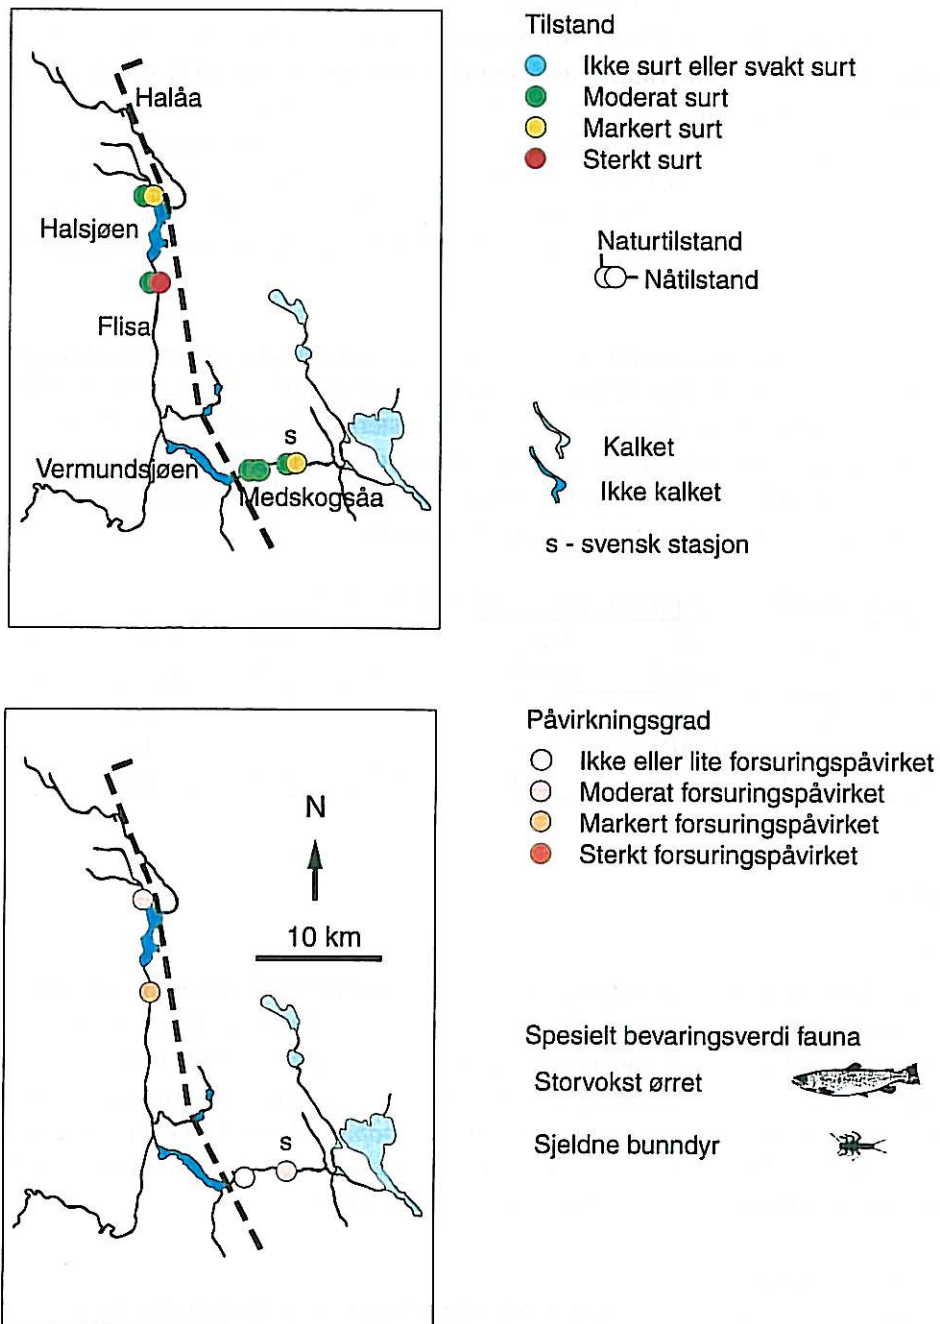 Halåa
Halsjøen
Flisa
s
Vermundsjøen
Medskogsåa
Tilstand
Ikke surt eller svakt surt
Moderat surt
Markert surt
Sterkt surt
Naturtilstand
Nåtilstand
Kalket
Ikke kalket
s - svensk stasjon
N
10 km
s
Påvirkningsgrad
Ikke eller lite forsuringspåvirket
Moderat forsuringspåvirket
Markert forsuringspåvirket
Sterkt forsuringspåvirket
Spesielt bevaringsverdi fauna
Storvokst ørret
Sjeldne bunndyr